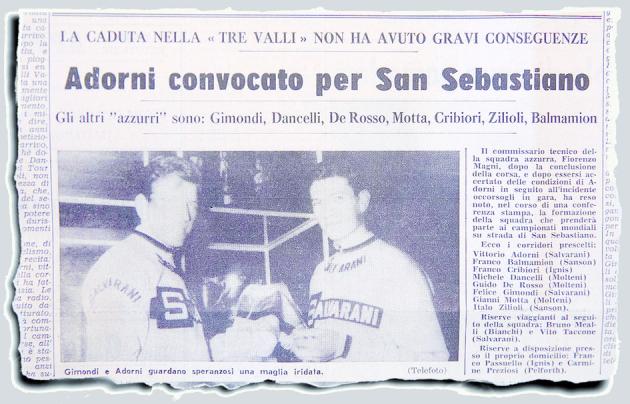 LA CADUTA NELLA « TRE VALLI » NON HA AVUTO GRAVI CONSEGUENZE
Adorni convocato per San Sebastiano
Gli altri "azzurri" sono: Gimondi, Dancelli, De Rosso, Motta, Cribiori, Zilioli, Balmamion
SALVARANI
S
SALVARANI
SALVARANI
Gimondi e Adorni guardano speranzosi una maglia iridata.
(Telefoto)
Il commissario tecnico del-
la squadra azzurra, Fiorenzo
Magni, dopo la conclusione
della corsa, e dopo essersi ac-
certato delle condizioni di A-
dorni in seguito all'incidente
occorsogli in gara, ha reso
noto, nel corso di una confe-
renza stampa, la formazione
della squadra che prenderà
parte ai campionati mondiali
su strada di San Sebastiano.
Ecco i corridori prescelti:
Vittorio Adorni (Salvarani)
Franco Balmamion (Sanson)
Franco Cribiori (Ignis)
Michele Dancelli (Molteni)
Guido De Rosso (Molteni)
Felice Gimondi (Salvarani)
Gianni Motta (Molteni)
Italo Zilioli (Sanson).
Riserve viaggianti al segui-
to della squadra: Bruno Meal-
li (Bianchi) e Vito Taccone
(Salvarani).
Riserve a disposizione pres-
so il proprio domicilio: Fran-
co Passuello (Ignis) e Carmi-
ne Preziosi (Pelforth).